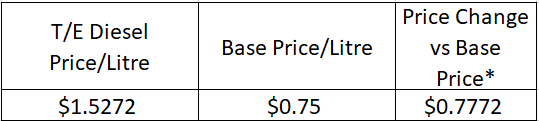 T/E Diesel
Price/Litre
Base Price/Litre
Price Change
vs Base
Price*
$1.5272
$0.75
$0.7772